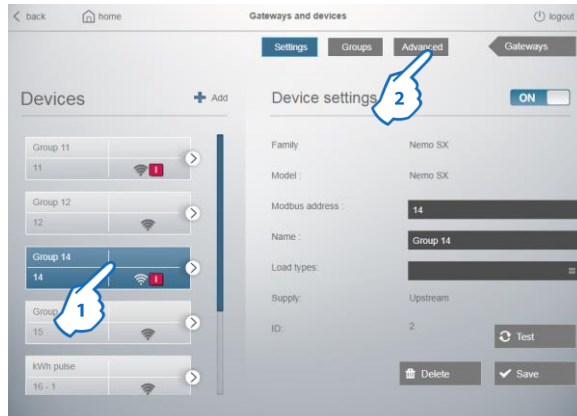 back
home
Gateways and devices
logout
Settings
Groups
Advanced
Gateways
Devices
Add
Device settings
ON
Group 11
11
I
Group 12
12
Group 14
14
I
Group
15
kWh pulse
16 - 1
Family
Nemo SX
Model :
Nemo SX
Modbus address :
14
Name :
Group 14
Load types:
Supply:
Upstream
ID:
2
Test
Delete
Save
1
2